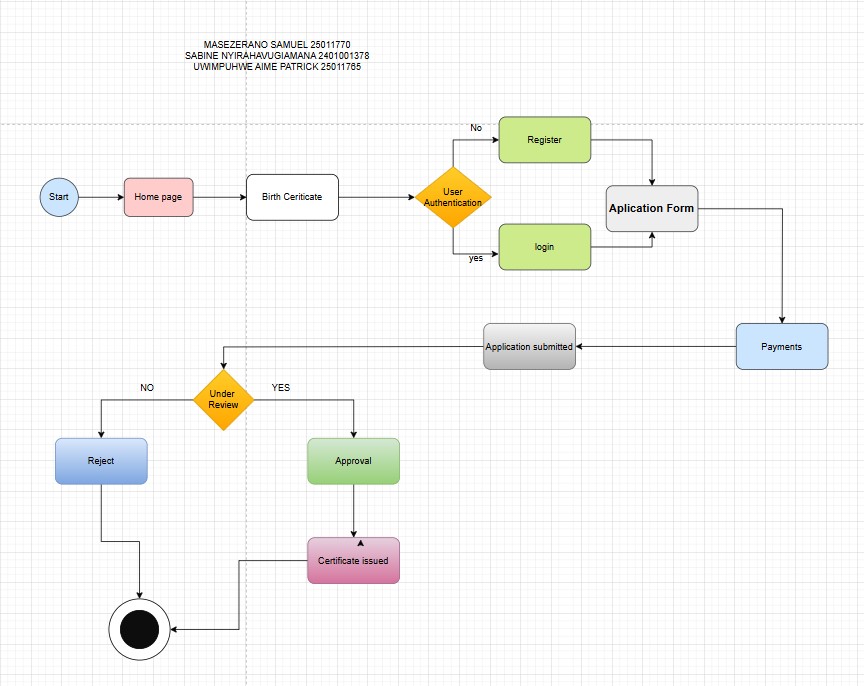 MASEZERANO SAMUEL 25011770
SABINE NYIRAHAVUGIAMANA 2401001378
UWIMPUHWE AIME PATRICK 25011765
No
Register
Start
Home page
Birth Ceriticate
User
Authentication
Aplication Form
login
yes
Application submitted
Payments
NO
Under
Review
YES
Reject
Approval
Certificate issued